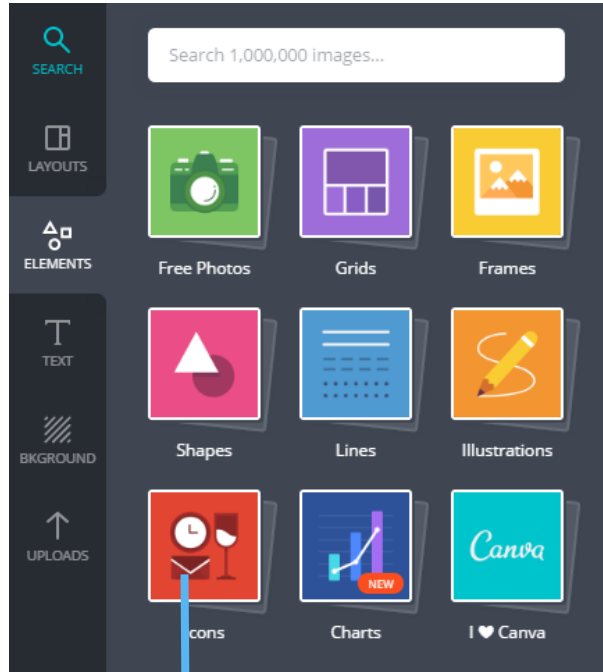 SEARCH
LAYOUTS
ELEMENTS
TEXT
BKGROUND
UPLOADS
Search 1,000,000 images...
Free Photos
Grids
Frames
Shapes
Lines
Illustrations
cons
NEW
Charts
Canva
I ♥ Canva